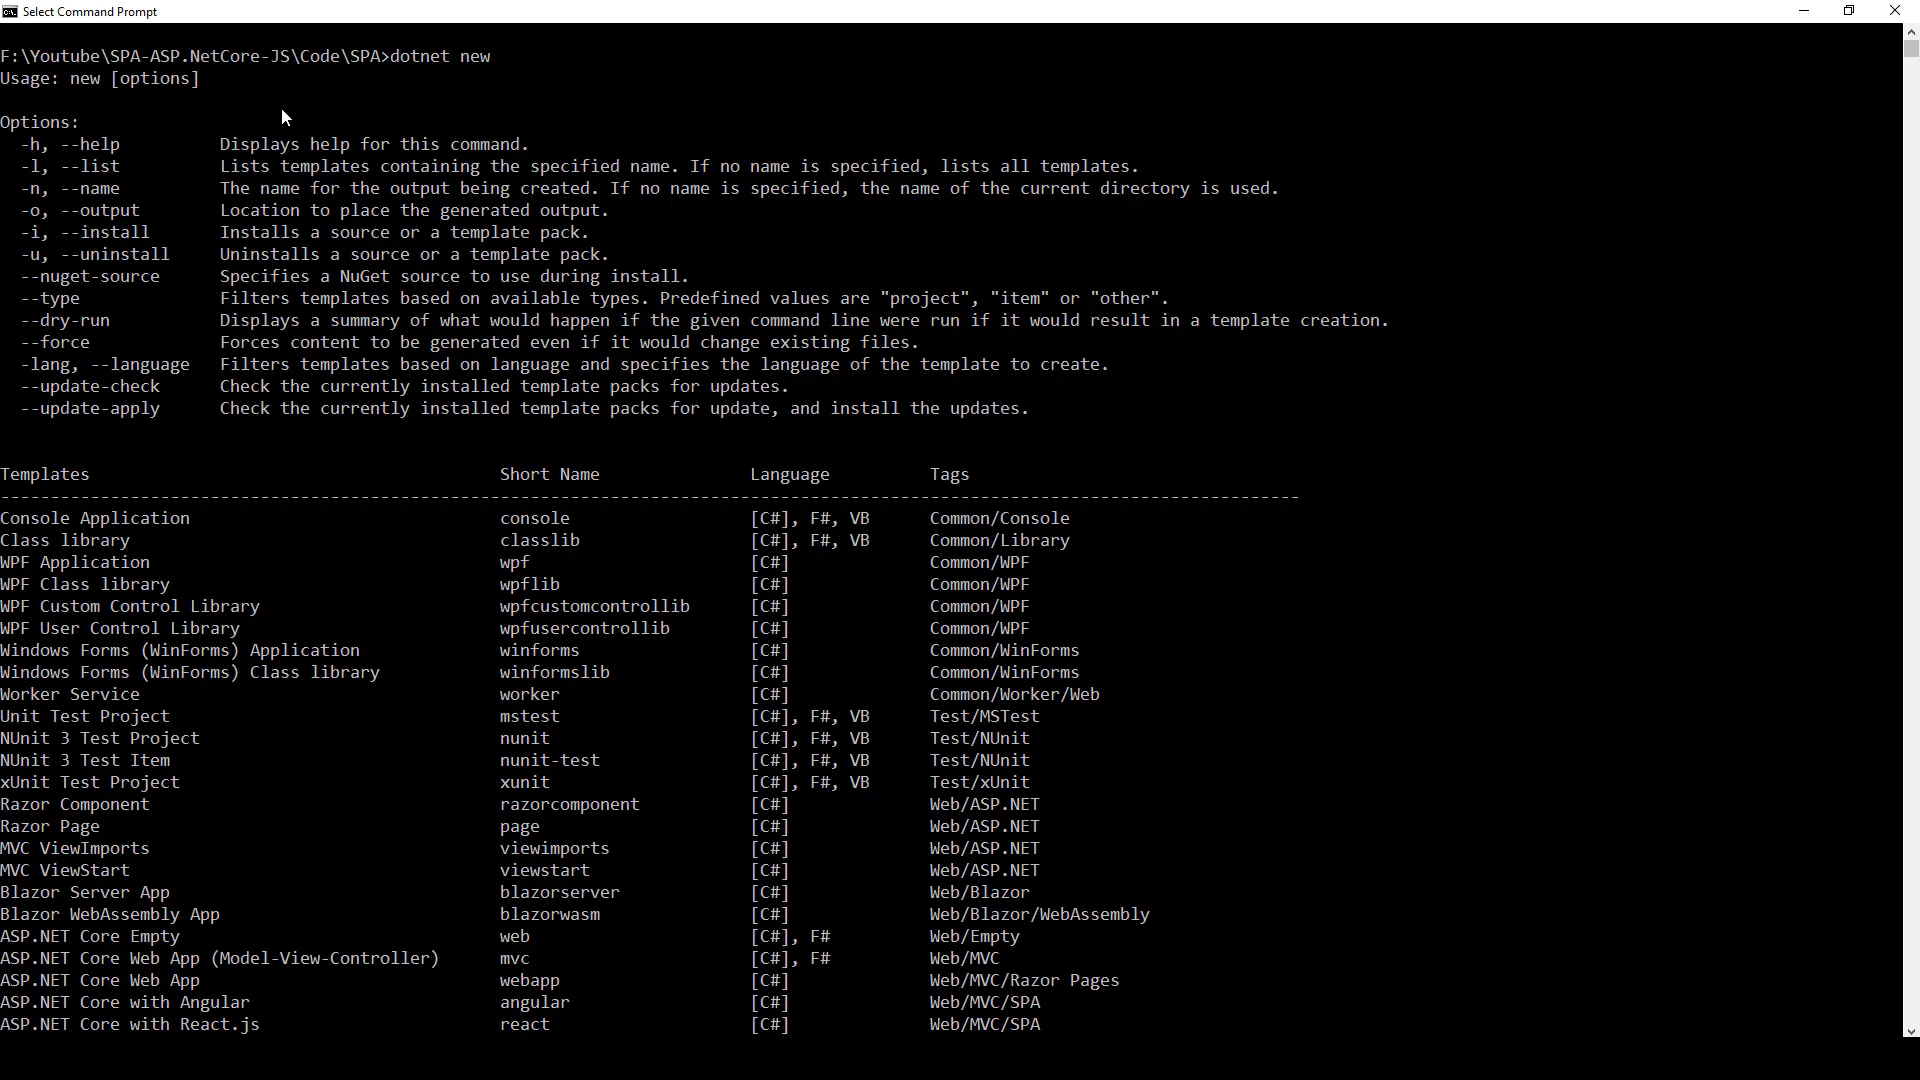 Select Command Prompt
F:\Youtube\SPA-ASP.NetCore-JS\Code\SPA>dotnet new
Usage: new [options]
Options:
-h, --help Displays help for this command.
-l, --list Lists templates containing the specified name. If no name is specified, lists all templates.
-n, --name The name for the output being created. If no name is specified, the name of the current directory is used.
-o, --output Location to place the generated output.
-i, --install Installs a source or a template pack.
-u, --uninstall Uninstalls a source or a template pack.
--nuget-source Specifies a NuGet source to use during install.
--type Filters templates based on available types. Predefined values are "project", "item" or "other".
--dry-run Displays a summary of what would happen if the given command line were run if it would result in a template creation.
--force Forces content to be generated even if it would change existing files.
-lang, --language Filters templates based on language and specifies the language of the template to create.
--update-check Check the currently installed template packs for updates.
--update-apply Check the currently installed template packs for update, and install the updates.
Templates Short Name Language Tags
----------------------------------------------------------------------------------------------------------------------------------
Console Application console [C#], F#, VB Common/Console
Class library classlib [C#], F#, VB Common/Library
WPF Application wpf [C#] Common/WPF
WPF Class library wpflib [C#] Common/WPF
WPF Custom Control Library wpfcustomcontrollib [C#] Common/WPF
WPF User Control Library wpfusercontrollib [C#] Common/WPF
Windows Forms (WinForms) Application winforms [C#] Common/WinForms
Windows Forms (WinForms) Class library winformslib [C#] Common/WinForms
Worker Service worker [C#] Common/Worker/Web
Unit Test Project mstest [C#], F#, VB Test/MSTest
NUnit 3 Test Project nunit [C#], F#, VB Test/NUnit
NUnit 3 Test Item nunit-test [C#], F#, VB Test/NUnit
xUnit Test Project xunit [C#], F#, VB Test/xUnit
Razor Component razorcomponent [C#] Web/ASP.NET
Razor Page page [C#] Web/ASP.NET
MVC ViewImports viewimports [C#] Web/ASP.NET
MVC ViewStart viewstart [C#] Web/ASP.NET
Blazor Server App blazorserver [C#] Web/Blazor
Blazor WebAssembly App blazorwasm [C#] Web/Blazor/WebAssembly
ASP.NET Core Empty web [C#], F# Web/Empty
ASP.NET Core Web App (Model-View-Controller) mvc [C#], F# Web/MVC
ASP.NET Core Web App webapp [C#] Web/MVC/Razor Pages
ASP.NET Core with Angular angular [C#] Web/MVC/SPA
ASP.NET Core with React.js react [C#] Web/MVC/SPA